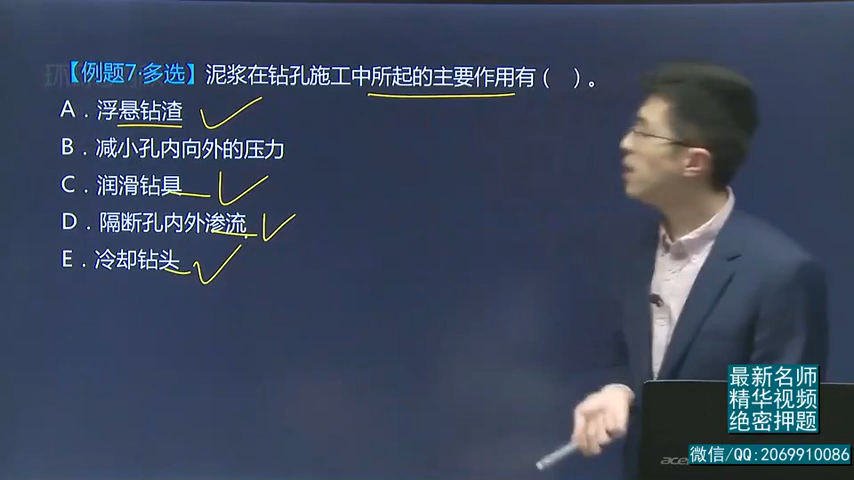 【例题7·多选】泥浆在钻孔施工中所起的主要作用有（ ）。
A．浮悬钻渣
B．减小孔内向外的压力
C．润滑钻具
D．隔断孔内外渗流
E．冷却钻头
最新名师
精华视频
绝密押题
微信/QQ:2069910086